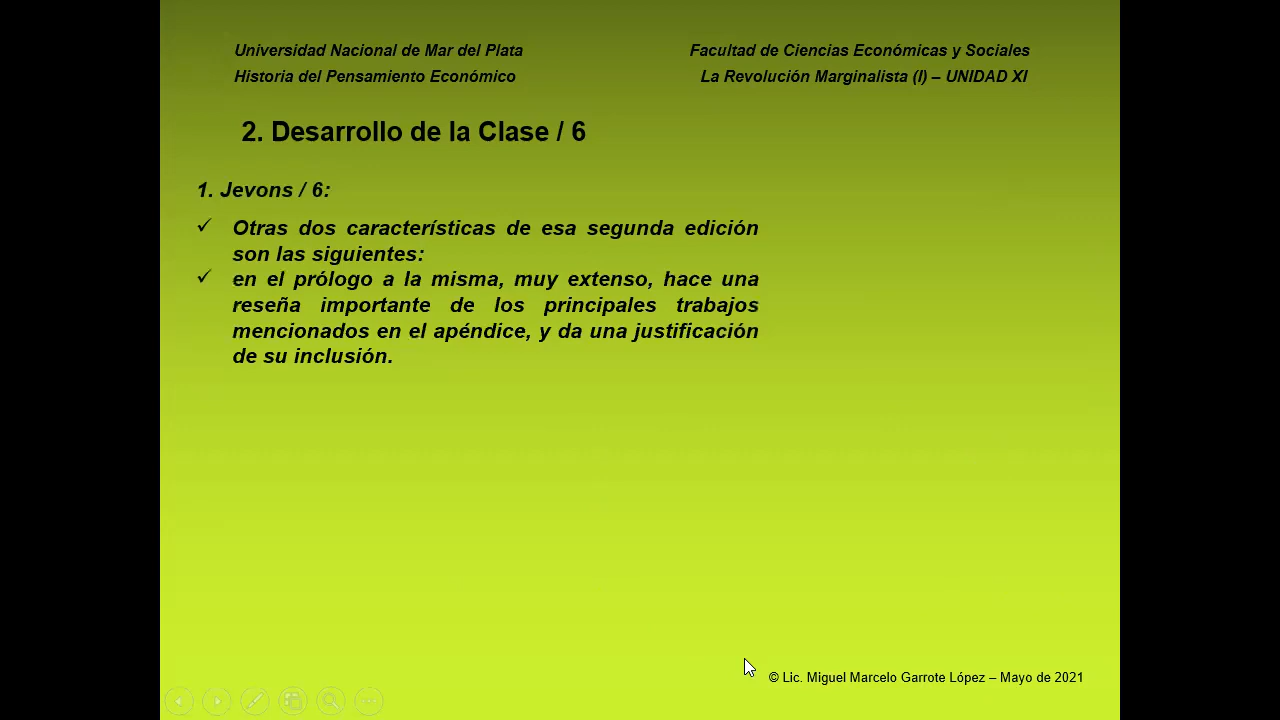 Universidad Nacional de Mar del Plata Facultad de Ciencias Económicas y Sociales
Historia del Pensamiento Económico La Revolución Marginalista (I) – UNIDAD XI
2. Desarrollo de la Clase / 6
1. Jevons / 6:
✓ Otras dos características de esa segunda edición
son las siguientes:
✓ en el prólogo a la misma, muy extenso, hace una
reseña importante de los principales trabajos
mencionados en el apéndice, y da una justificación
de su inclusión.
© Lic. Miguel Marcelo Garrote López – Mayo de 2021